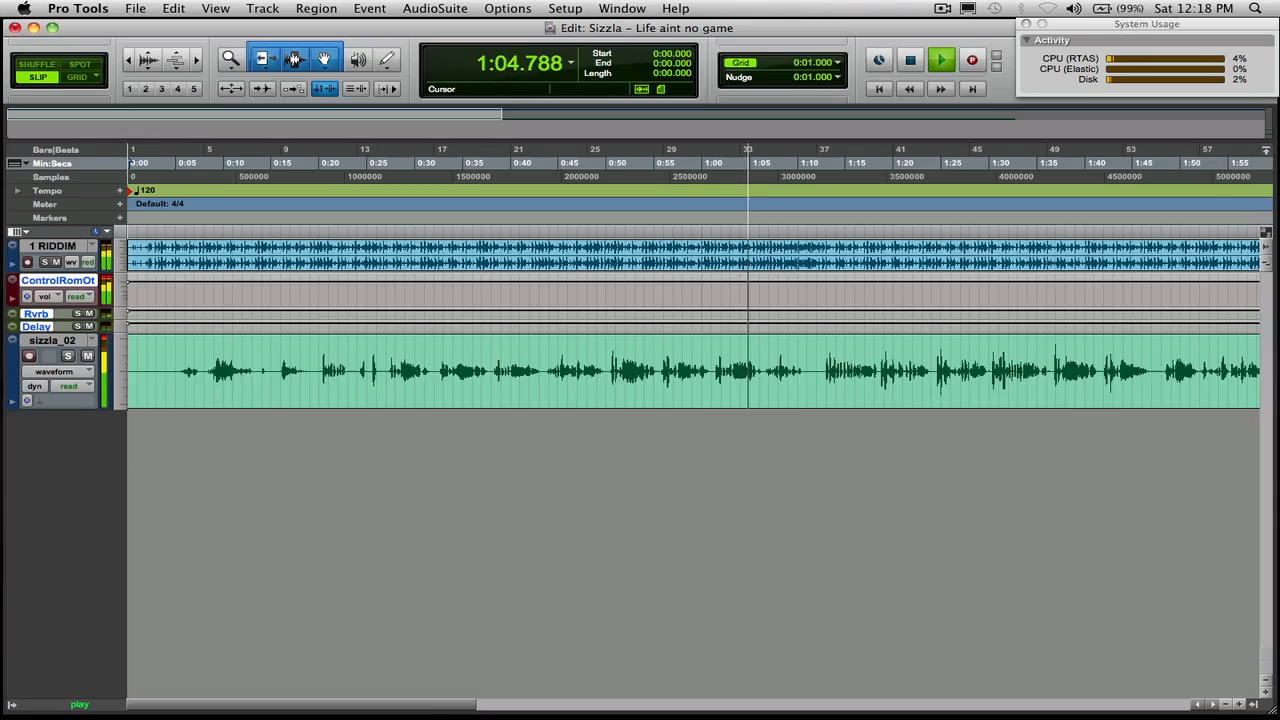 Pro Tools File Edit View Track Region Event AudioSuite Options Setup Window Help (99%) Sat 12:18 PM
Edit: Sizzla – Life aint no game
System Usage
Activity
CPU (RTAS) 4%
CPU (Elastic) 0%
Disk 2%
SHUFFLE SPOT
SLIP GRID
1 2 3 4 5
1:04.788
Start 0:00.000
End 0:00.000
Length 0:00.000
Cursor
Grid 0:01.000
Nudge 0:01.000
Bars|Beats 1 5 9 13 17 21 25 29 33 37 41 45 49 53 57
Min:Secs 0:00 0:05 0:10 0:15 0:20 0:25 0:30 0:35 0:40 0:45 0:50 0:55 1:00 1:05 1:10 1:15 1:20 1:25 1:30 1:35 1:40 1:45 1:50 1:55
Samples 0 500000 1000000 1500000 2000000 2500000 3000000 3500000 4000000 4500000 5000000
Tempo 120
Meter Default: 4/4
Markers
1 RIDDIM
S M wv red
ControlRomOt
vol read
Rvrb S M
Delay S M
sizzla_02
S M
waveform
dyn read
play